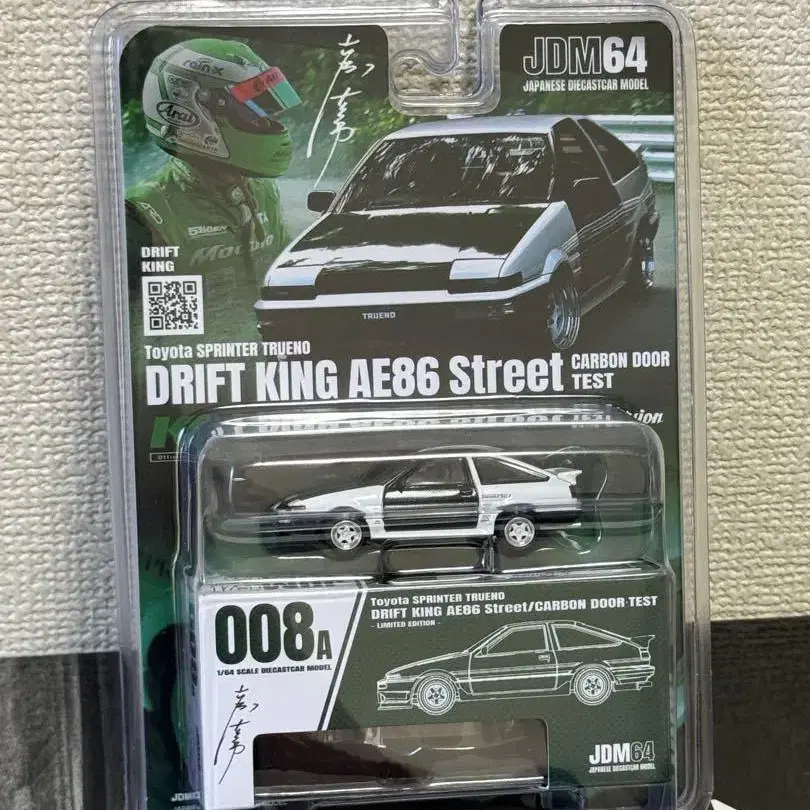 JDM64
JAPANESE DIECASTCAR MODEL
rain-x
Arai
DRIFT
KING
TRUENO
Toyota SPRINTER TRUENO
DRIFT KING AE86 Street CARBON DOOR
TEST
008A
1/64 SCALE DIECASTCAR MODEL
Toyota SPRINTER TRUENO
DRIFT KING AE86 Street/CARBON DOOR TEST
- LIMITED EDITION -
JDM64
JAPANESE DIECASTCAR MODEL